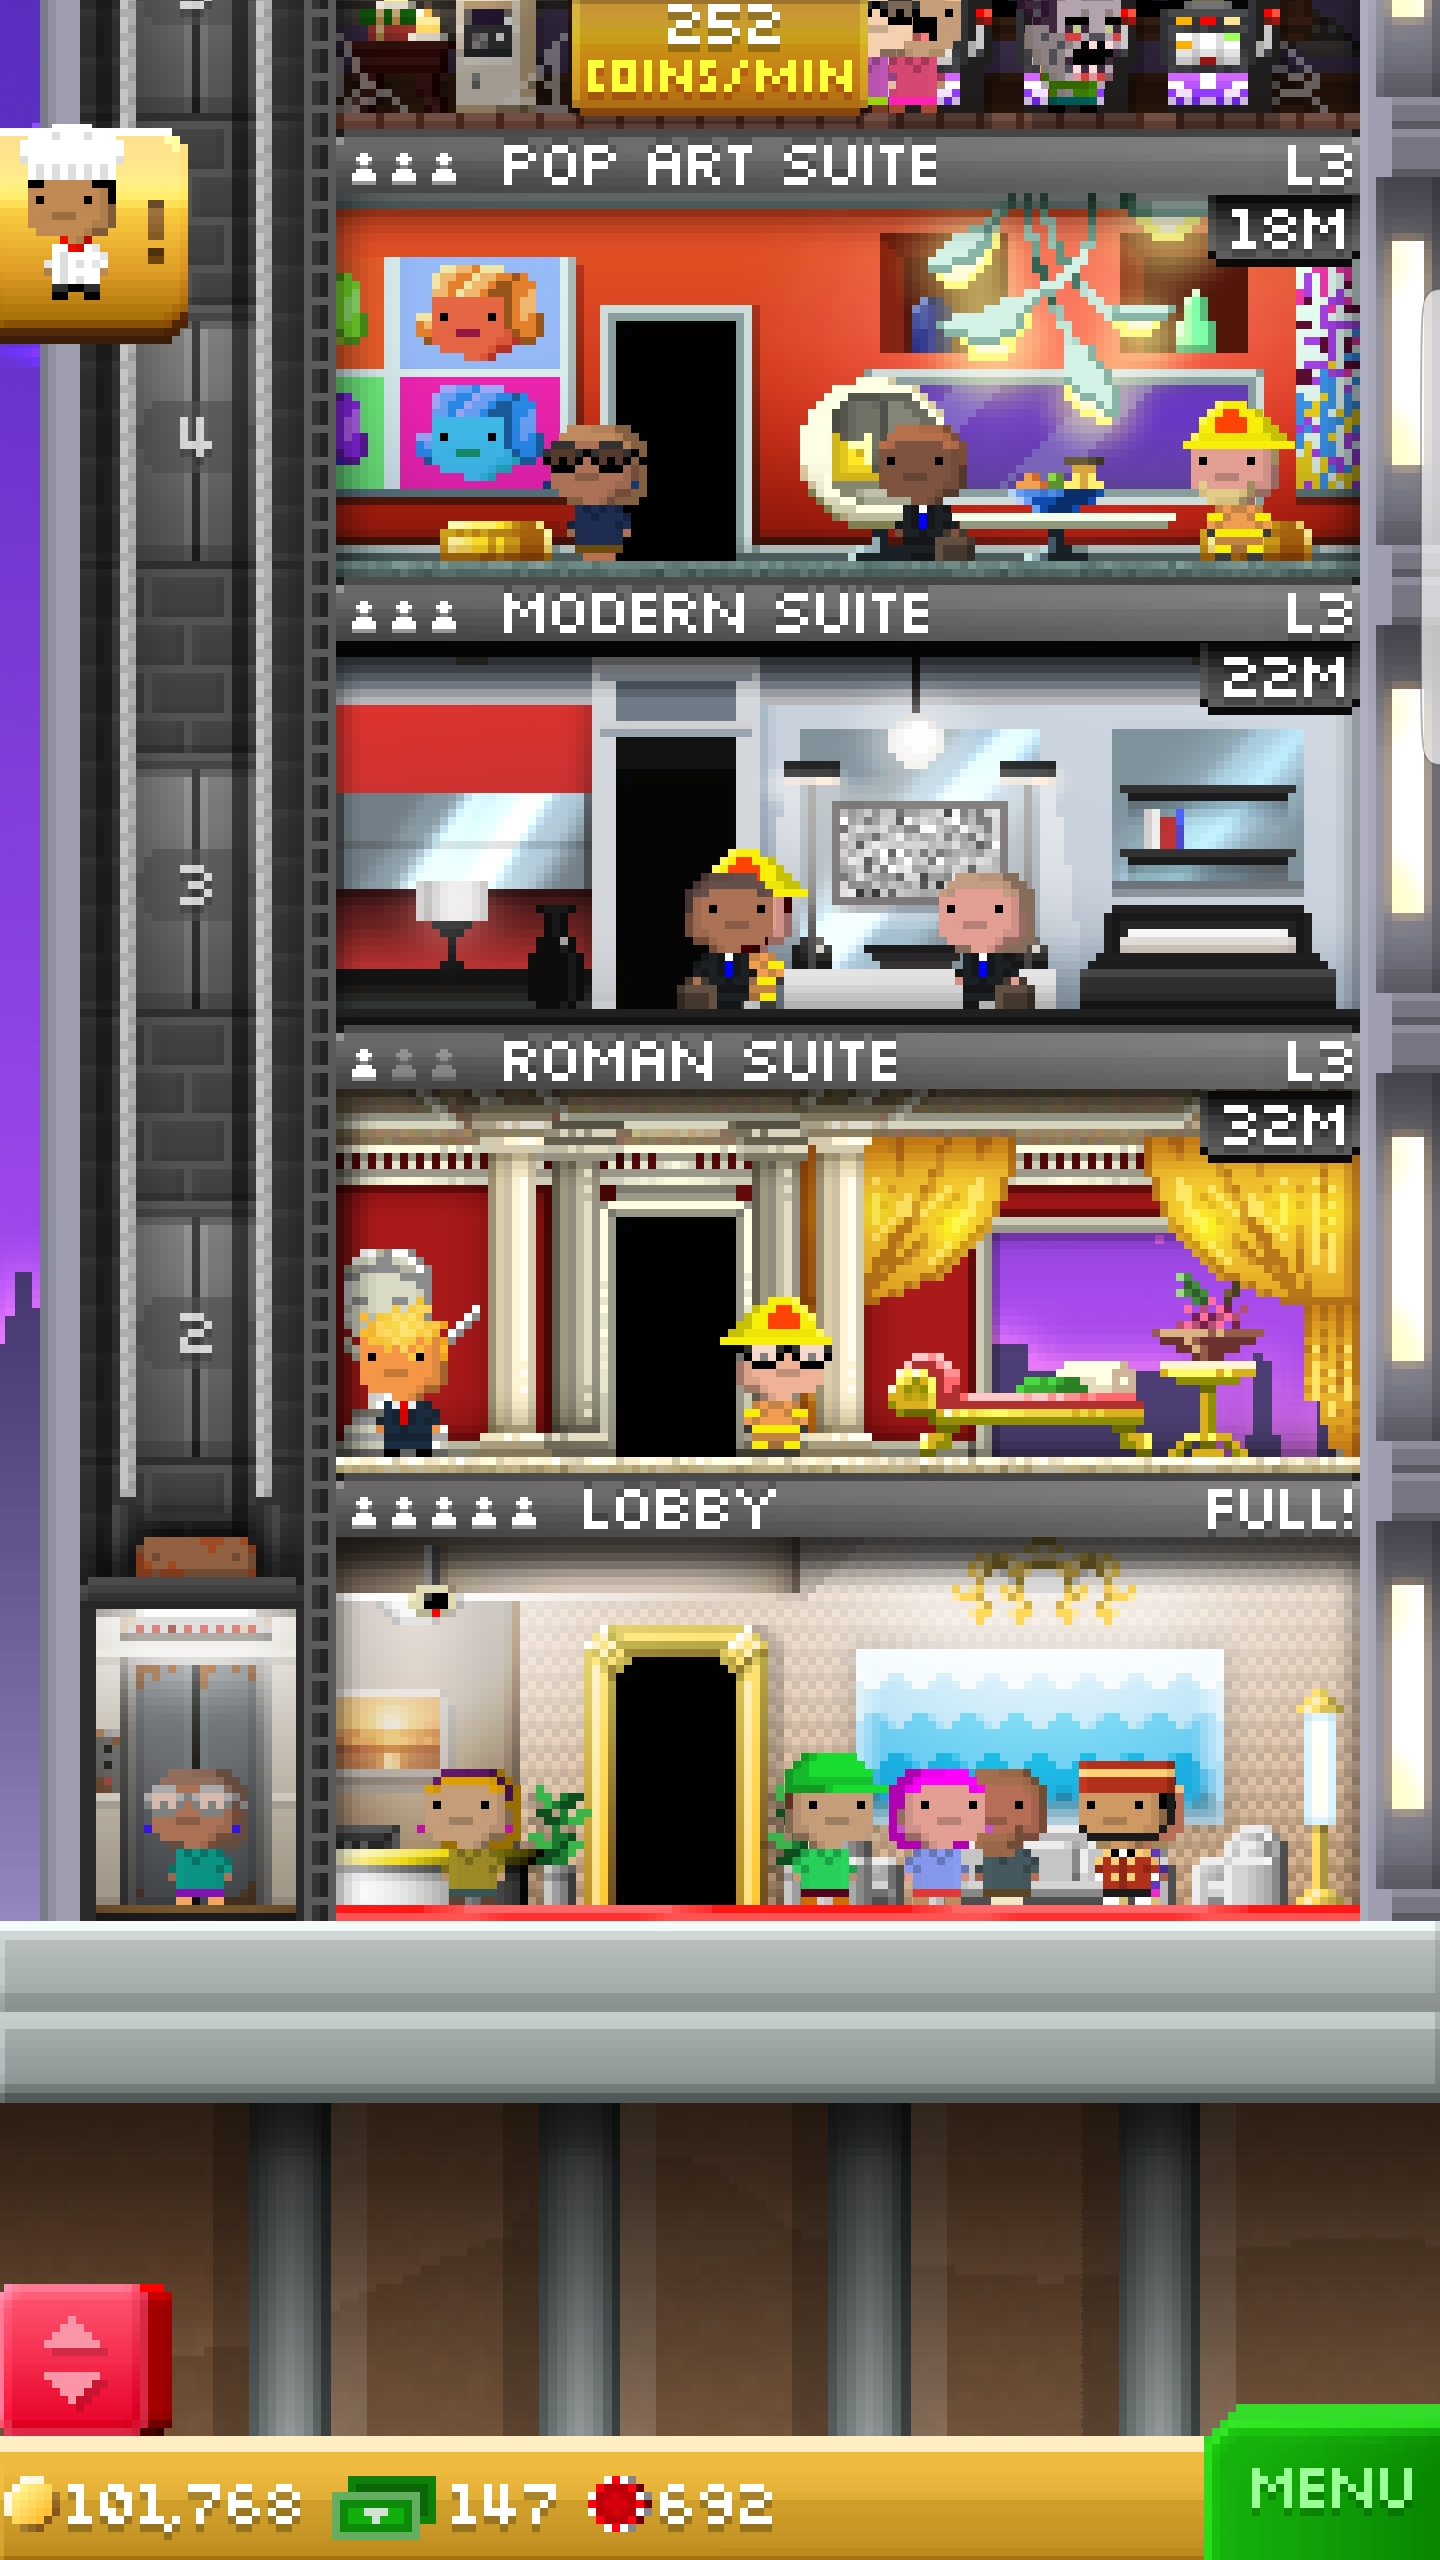 252
COINS/MIN
POP ART SUITE L3
18M
!
4
MODERN SUITE L3
22M
3
ROMAN SUITE L3
32M
2
LOBBY FULL!
101,768 147 692
MENU